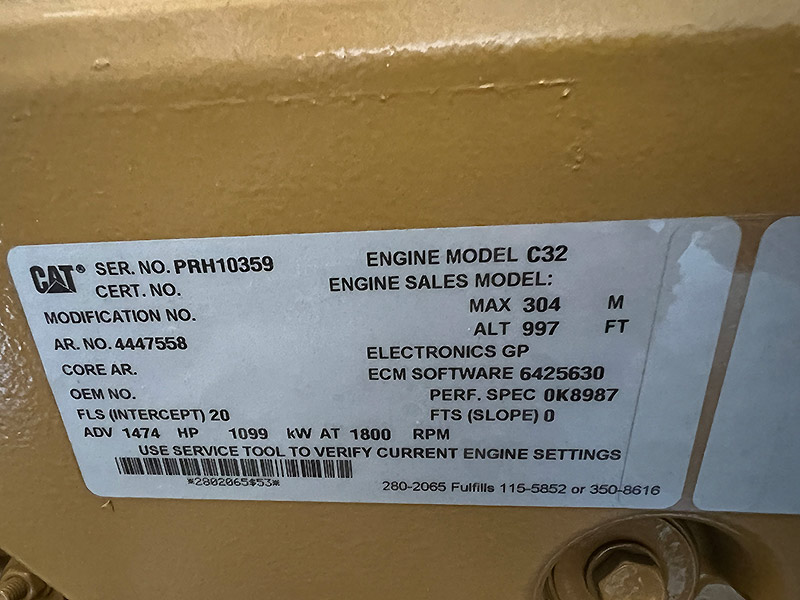 CAT® SER. NO. PRH10359 ENGINE MODEL C32
CERT. NO. ENGINE SALES MODEL:
MODIFICATION NO. MAX 304 M
ALT 997 FT
AR. NO. 4447558 ELECTRONICS GP
CORE AR. ECM SOFTWARE 6425630
OEM NO. PERF. SPEC 0K8987
FLS (INTERCEPT) 20 FTS (SLOPE) 0
ADV 1474 HP 1099 kW AT 1800 RPM
USE SERVICE TOOL TO VERIFY CURRENT ENGINE SETTINGS
*2802065$53*
280-2065 Fulfills 115-5852 or 350-8616